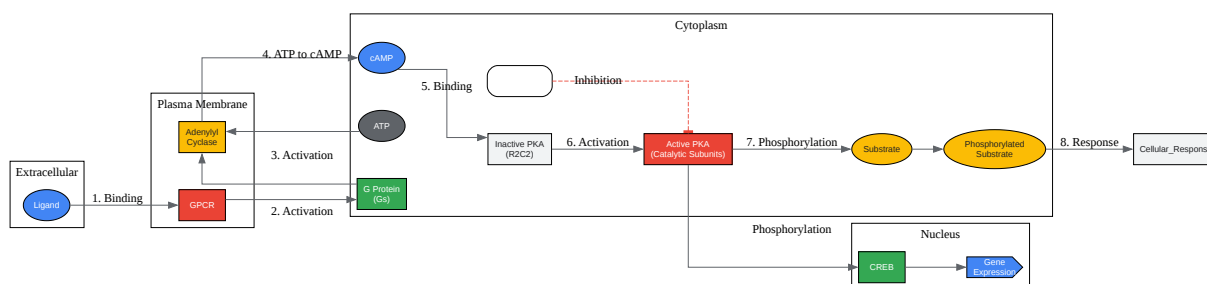 Cytoplasm
4. ATP to cAMP
cAMP
5. Binding
Inhibition
Plasma Membrane
Adenylyl
Cyclase
ATP
3. Activation
Inactive PKA
(R2C2)
6. Activation
Active PKA
(Catalytic Subunits)
7. Phosphorylation
Substrate
Phosphorylated
Substrate
8. Response
Cellular_Respons
Extracellular
Ligand
1. Binding
GPCR
2. Activation
G Protein
(Gs)
Phosphorylation
Nucleus
CREB
Gene
Expression